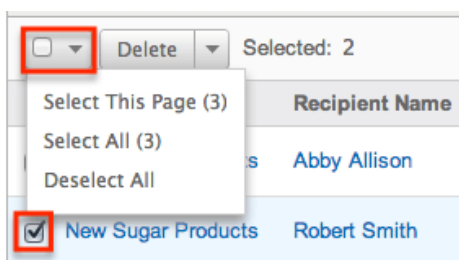 Delete Selected: 2
Select This Page (3)
Recipient Name
Select All (3)
s Abby Allison
Deselect All
New Sugar Products Robert Smith